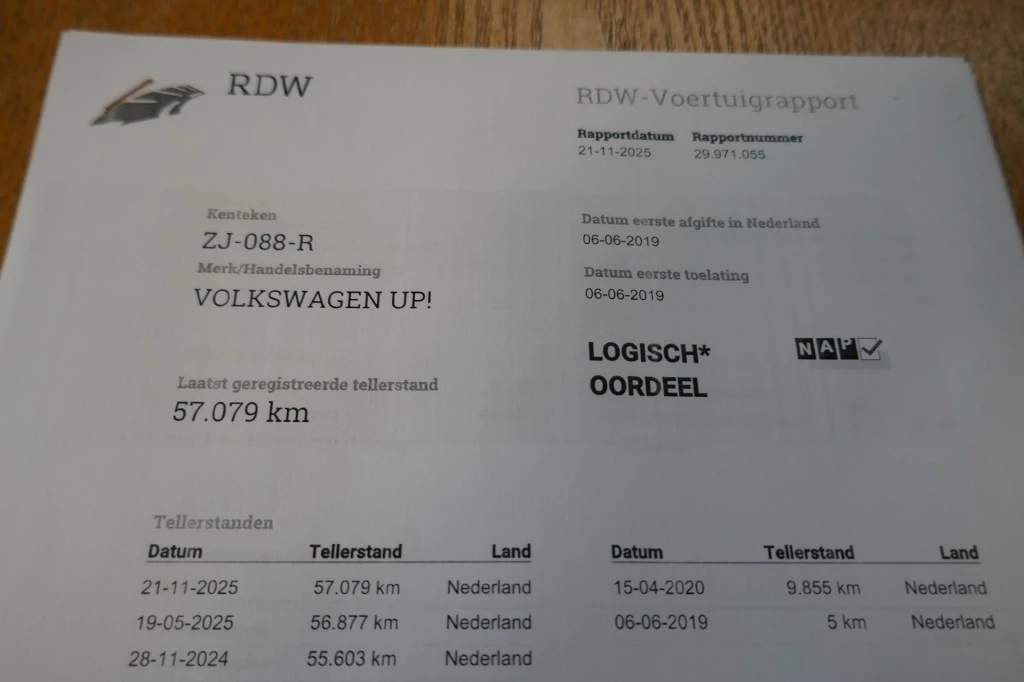 RDW
RDW-Voertuigrapport
Rapportdatum Rapportnummer
21-11-2025 29.971.055
Kenteken
ZJ-088-R
Merk/Handelsbenaming
VOLKSWAGEN UP!
Datum eerste afgifte in Nederland
06-06-2019
Datum eerste toelating
06-06-2019
LOGISCH*
OORDEEL
NAP
Laatst geregistreerde tellerstand
57.079 km
Tellerstanden
Datum Tellerstand Land
21-11-2025 57.079 km Nederland
19-05-2025 56.877 km Nederland
28-11-2024 55.603 km Nederland
Datum Tellerstand Land
15-04-2020 9.855 km Nederland
06-06-2019 5 km Nederland